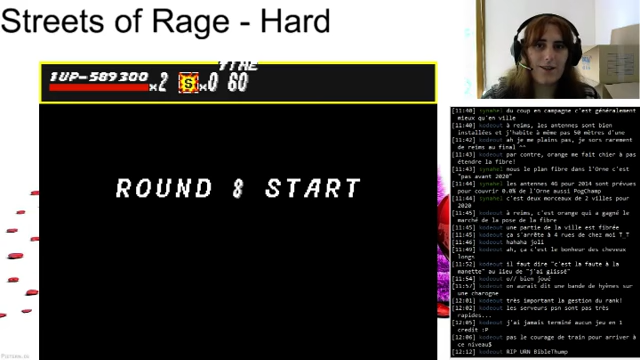 Streets of Rage - Hard
TIME
1UP-589300 ×2 S ×0 60
ROUND 8 START
[11:40] synahel du coup en campagne c'est généralement
mieux qu'en ville
[11:40] kodeout à reims, les antennes sont bien
installées et j'habite à même pas 50 mètres d'une
[11:42] kodeout ah je me plains pas, je sors rarement
de reims au final ^^
[11:43] kodeout par contre, orange me fait chier à pas
étendre la fibre!
[11:43] synahel nous le plan fibre dans l'Orne c'est
"pas avant 2020"
[11:44] synahel les antennes 4G pour 2014 sont prévues
pour couvrir 0.0% de l'Orne aussi PogChamp
[11:44] synahel c'est deux morceaux de 2 villes pour
2020
[11:45] kodeout à reims, c'est orange qui a gagné le
marché de la pose de la fibre
[11:45] kodeout une partie de la ville est fibrée
[11:45] kodeout ça s'arrête à 4 rues de chez moi T_T
[11:46] kodeout hahaha joli
[11:49] kodeout ah, ça c'est le bonheur des cheveux
longs
[11:52] kodeout il faut dire "c'est la faute à la
manette" au lieu de "j'ai glissé"
[11:54] kodeout o// bien joué
[11:57] kodeout on aurait dit une bande de hyènes sur
une charogne
[12:01] kodeout très important la gestion du rank!
[12:01] kodeout les serveurs psn sont pas très
rapides...
[12:05] kodeout j'ai jamais terminé aucun jeu en 1
credit :P
[12:06] kodeout pas le courage de train pour arriver à
ce niveau$
[12:12] kodeout RIP URN BibleThump